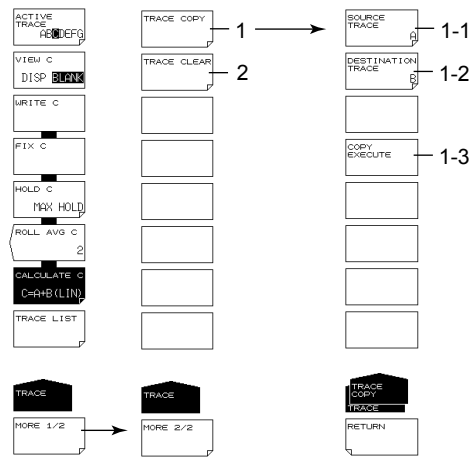 ACTIVE
TRACE
ABCDEFG
VIEW C
DISP BLANK
WRITE C
FIX C
HOLD C
MAX HOLD
ROLL AVG C
2
CALCULATE C
C=A+B(LIN)
TRACE LIST
TRACE
MORE 1/2
TRACE COPY
1
TRACE CLEAR
2
TRACE
MORE 2/2
SOURCE
TRACE
A
1-1
DESTINATION
TRACE
B
1-2
COPY
EXECUTE
1-3
TRACE
COPY
TRACE
RETURN